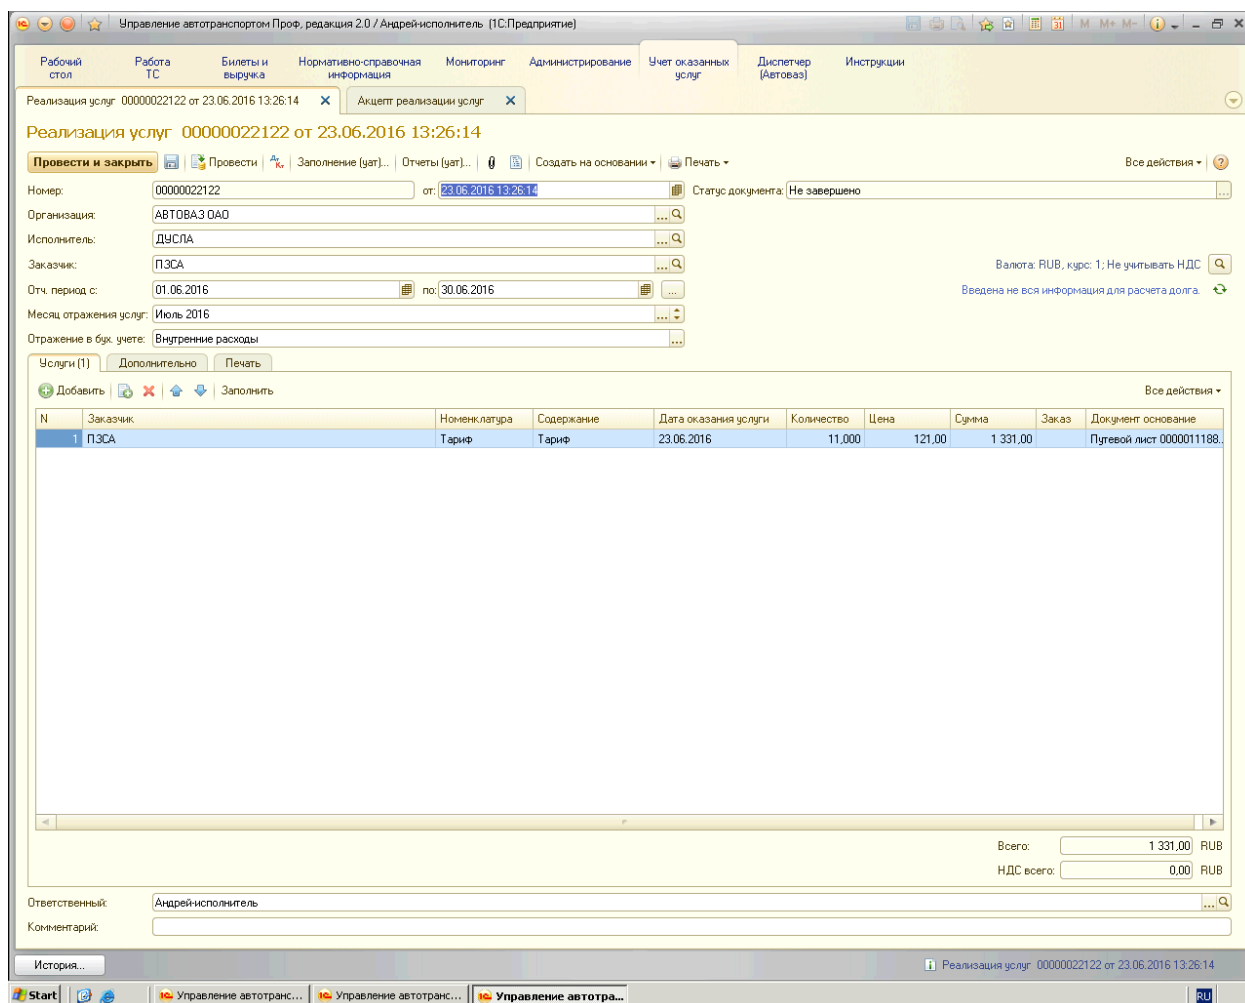 Управление автотранспортом Проф, редакция 2.0 / Андрей-исполнитель (1С:Предприятие)
M M+ M-
Рабочий стол Работа ТС Билеты и выручка Нормативно-справочная информация Мониторинг Администрирование Учет оказанных услуг Диспетчер (Автоваз) Инструкции
Реализация услуг 00000022122 от 23.06.2016 13:26:14 Акцепт реализации услуг
Реализация услуг 00000022122 от 23.06.2016 13:26:14
Провести и закрыть Провести Дт Кт Заполнение (уат)... Отчеты (уат)... Создать на основании Печать Все действия
Номер: 00000022122 от: 23.06.2016 13:26:14 Статус документа: Не завершено
Организация: АВТОВАЗ ОАО
Исполнитель: ДУСЛА
Заказчик: ПЗСА Валюта: RUB, курс: 1; Не учитывать НДС
Отч. период с: 01.06.2016 по: 30.06.2016 Введена не вся информация для расчета долга.
Месяц отражения услуг: Июль 2016
Отражение в бух. учете: Внутренние расходы
Услуги (1) Дополнительно Печать
Добавить Заполнить Все действия
N Заказчик Номенклатура Содержание Дата оказания услуги Количество Цена Сумма Заказ Документ основание
1 ПЗСА Тариф Тариф 23.06.2016 11,000 121,00 1 331,00 Путевой лист 0000011188...
Всего: 1 331,00 RUB
НДС всего: 0,00 RUB
Ответственный: Андрей-исполнитель
Комментарий:
История... Реализация услуг 00000022122 от 23.06.2016 13:26:14
Start Управление автотранс... Управление автотранс... Управление автотра... RU